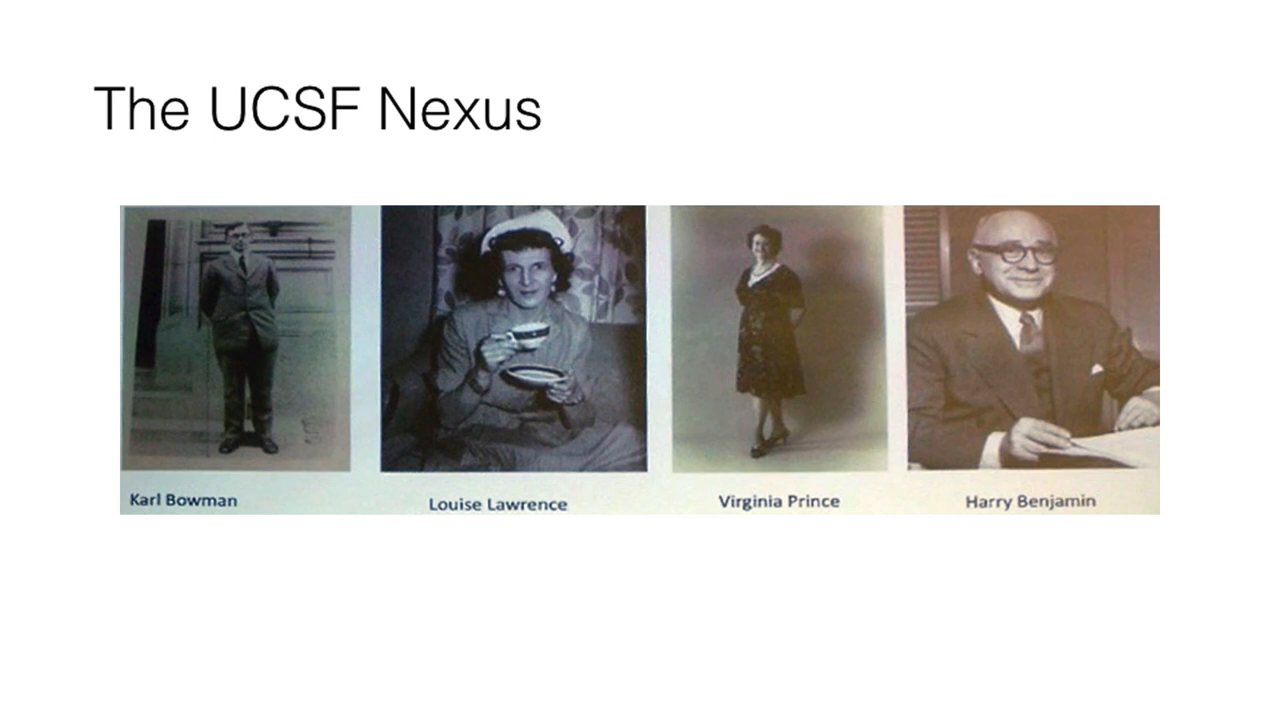 The UCSF Nexus
Karl Bowman
Louise Lawrence
Virginia Prince
Harry Benjamin